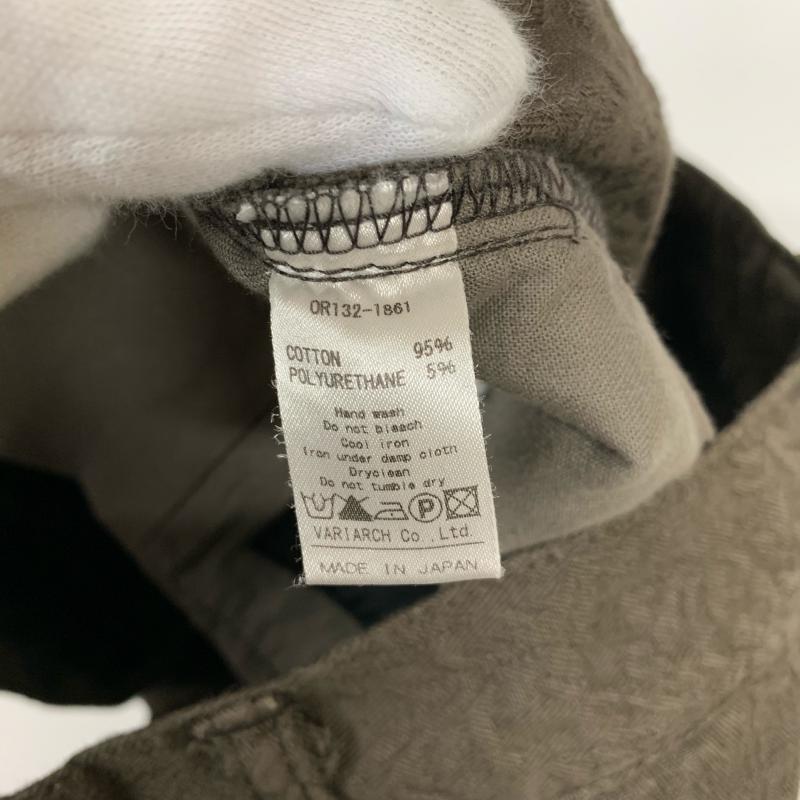 OR132-1861
COTTON 95%
POLYURETHANE 5%
Hand wash
Do not bleach
Cool iron
Iron under damp cloth
Dryclean
Do not tumble dry
P
VARIARCH Co.,Ltd.
MADE IN JAPAN